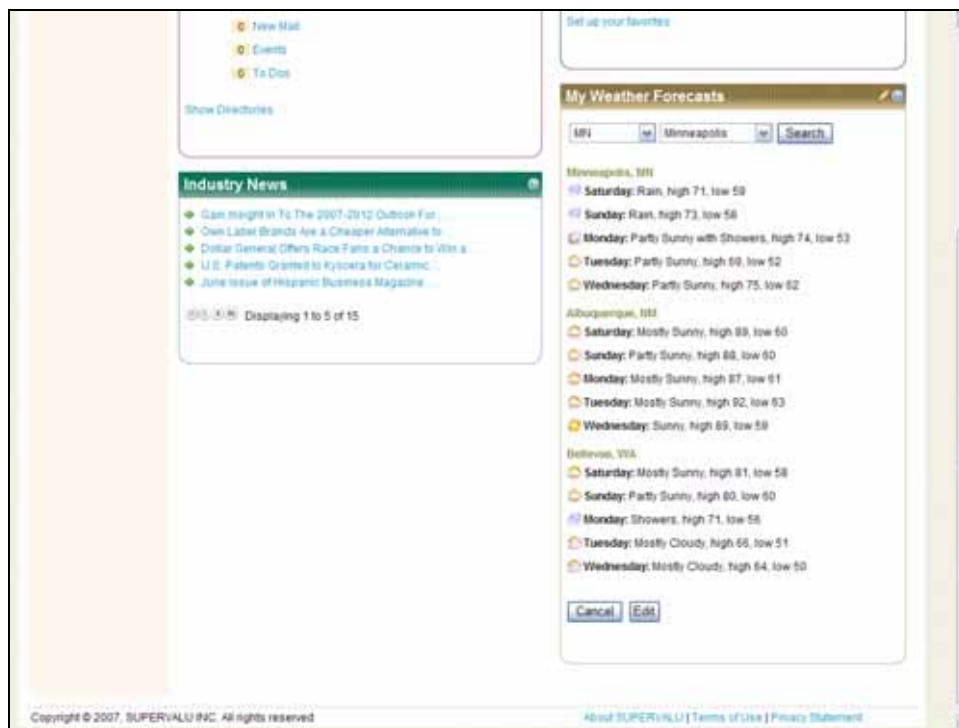 0 New Mail
0 Events
0 To Dos
Show Directories
Industry News
Gain Insight In To The 2007-2012 Outlook For ...
Own Label Brands Are a Cheaper Alternative to ...
Dollar General Offers Race Fans a Chance to Win a ...
U.S. Patents Granted to Kyocera for Ceramic ...
June Issue of Hispanic Business Magazine ...
Displaying 1 to 5 of 15
Set up your favorites
My Weather Forecasts
MN Minneapolis Search
Minneapolis, MN
Saturday: Rain, high 71, low 59
Sunday: Rain, high 73, low 58
Monday: Partly Sunny with Showers, high 74, low 53
Tuesday: Partly Sunny, high 69, low 52
Wednesday: Partly Sunny, high 75, low 62
Albuquerque, NM
Saturday: Mostly Sunny, high 89, low 60
Sunday: Partly Sunny, high 88, low 60
Monday: Mostly Sunny, high 87, low 61
Tuesday: Mostly Sunny, high 92, low 63
Wednesday: Sunny, high 89, low 59
Bellevue, WA
Saturday: Mostly Sunny, high 81, low 58
Sunday: Partly Sunny, high 80, low 60
Monday: Showers, high 71, low 56
Tuesday: Mostly Cloudy, high 66, low 51
Wednesday: Mostly Cloudy, high 64, low 50
Cancel Edit
Copyright © 2007, SUPERVALU INC. All rights reserved
About SUPERVALU | Terms of Use | Privacy Statement